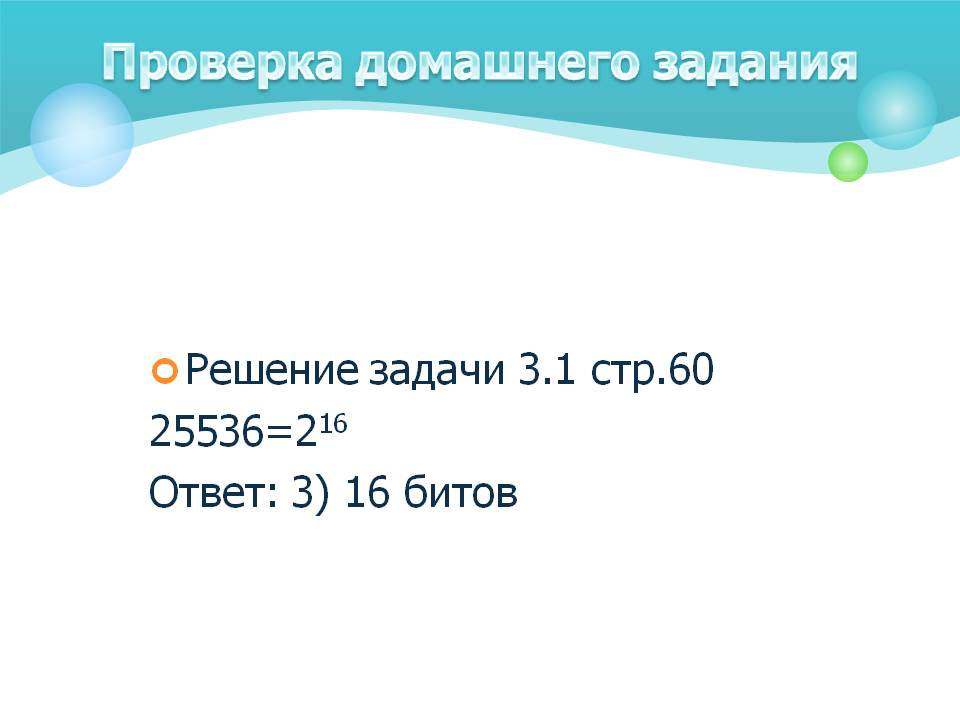 Проверка домашнего задания
Решение задачи 3.1 стр.60
25536=2¹⁶
Ответ: 3) 16 битов